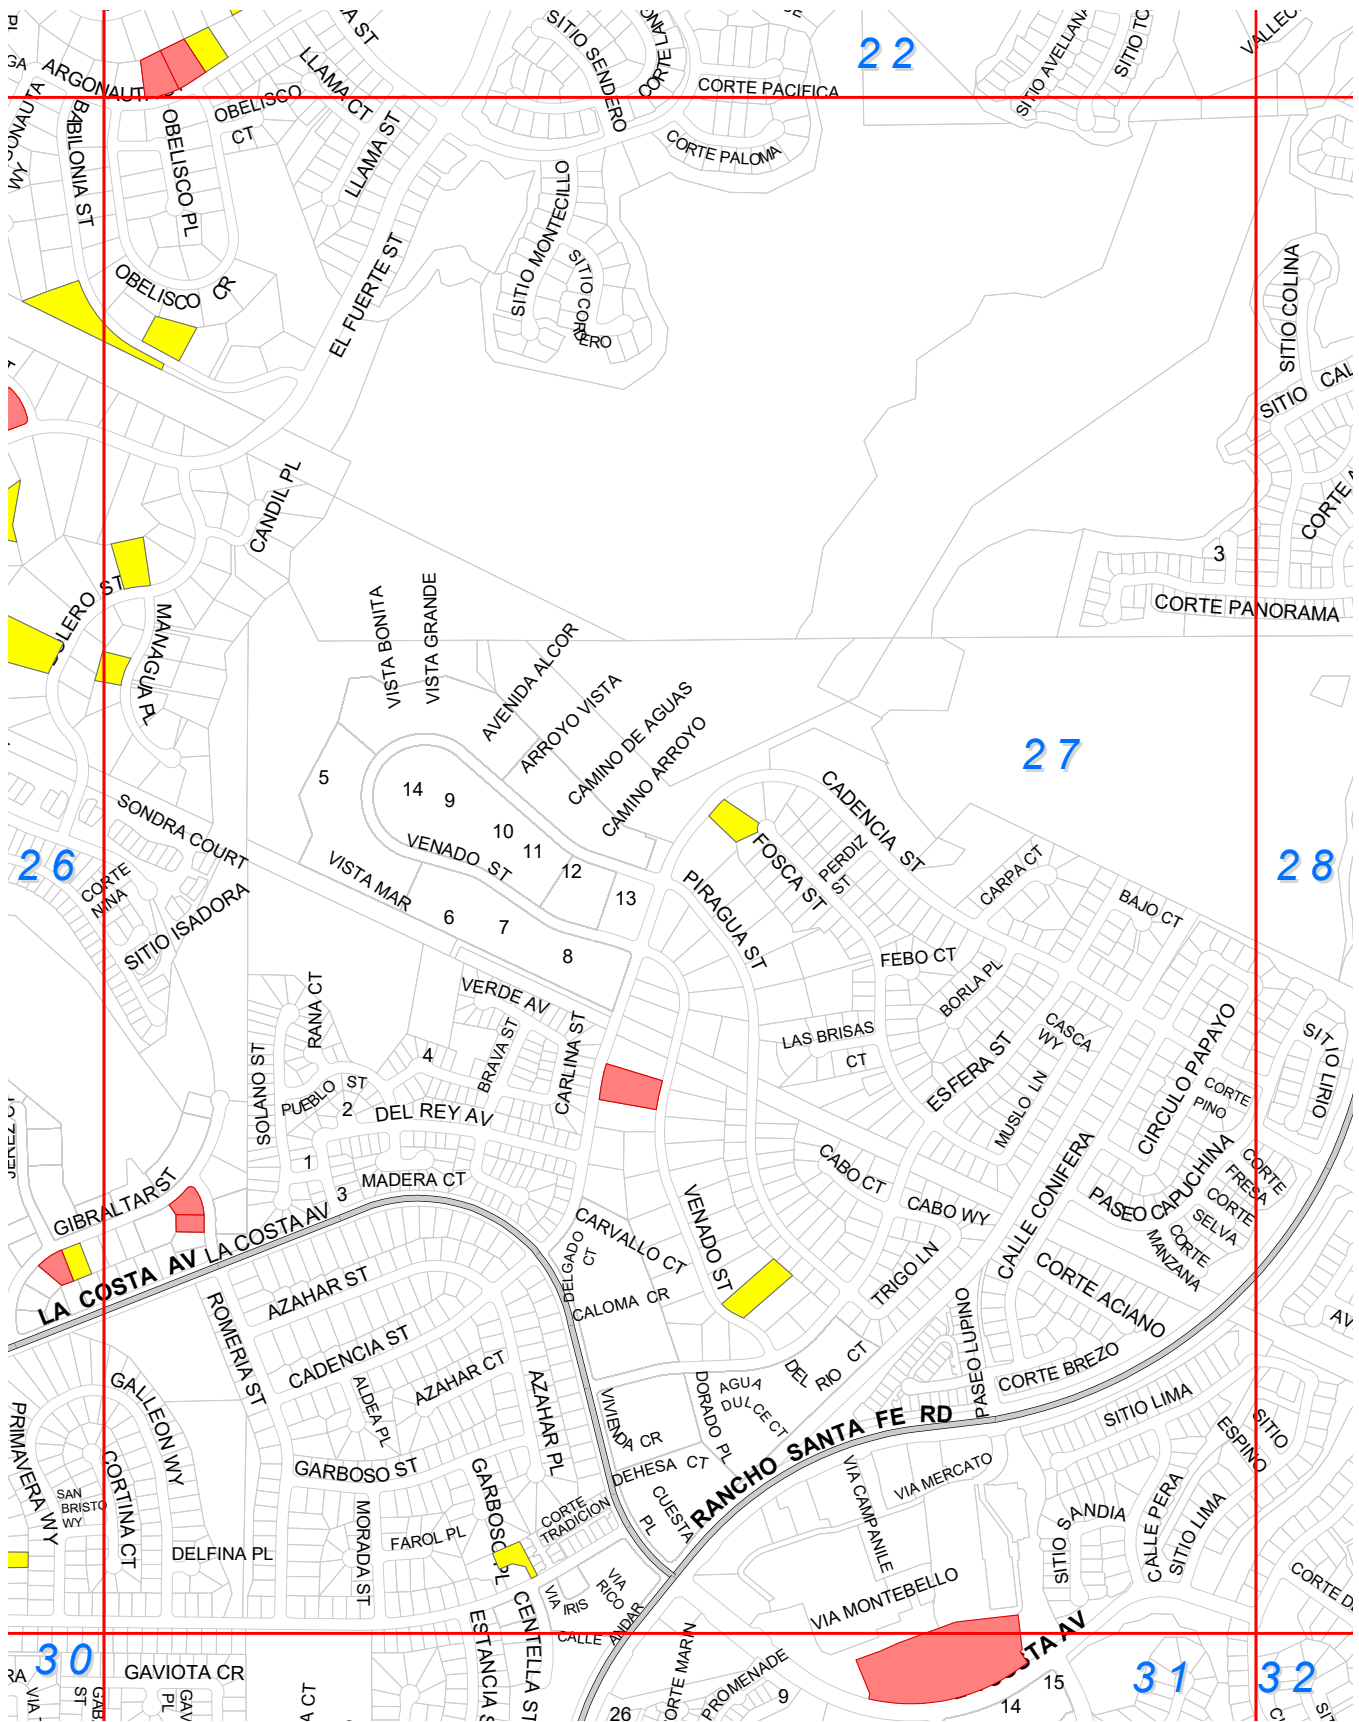 22
ARGONAUT
LLAMA CT
LLAMA ST
OBELISCO
CT
OBELISCO PL
BABILONIA ST
OBELISCO CR
EL FUERTE ST
SITIO SENDERO
CORTE PACIFICA
CORTE PALOMA
SITIO AVELLANA
SITIO MONTECILLO
SITIO CORDERO
SITIO COLINA
SITIO CAL
CANDIL PL
MANAGUA PL
3
CORTE PANORAMA
VISTA BONITA
VISTA GRANDE
AVENIDA ALCOR
ARROYO VISTA
CAMINO DE AGUAS
CAMINO ARROYO
27
5
14
9
10
11
12
13
VENADO ST
VISTA MAR
6
7
8
SONDRA COURT
26
CORTE
NINA
SITIO ISADORA
CADENCIA ST
FOSCA ST
PERDIZ
ST
PIRAGUA ST
CARPA CT
BAJO CT
28
FEBO CT
BORLA PL
VERDE AV
RANA CT
SOLANO ST
BRAVA ST
CARLINA ST
4
PUEBLO ST
2
DEL REY AV
1
3
MADERA CT
LAS BRISAS
CT
ESFERA ST
CASCA
WY
MUSLO LN
CIRCULO PAPAYO
SITIO LIRIO
CORTE
PINO
CORTE
FRESA
CORTE
SELVA
CORTE
MANZANA
PASEO CAPUCHINA
CALLE CONIFERA
CABO CT
CABO WY
JEREZ CT
GIBRALTAR ST
LA COSTA AV
LA COSTA AV
CARVALLO CT
DELGADO
CT
CALOMA CR
VENADO ST
TRIGO LN
CORTE ACIANO
PASEO LUPINO
CORTE BREZO
AZAHAR ST
ROMERIA ST
CADENCIA ST
AZAHAR CT
ALDEA PL
AZAHAR PL
DEL RIO CT
AGUA
DULCE CT
DORADO PL
VIVIENDA CR
DEHESA CT
CUESTA
PL
RANCHO SANTA FE RD
SITIO LIMA
SITIO
ESPINO
GALLEON WY
PRIMAVERA WY
CORTINA CT
SAN
BRISTO
WY
GARBOSO ST
GARBOSO PL
MORADA ST
FAROL PL
DELFINA PL
CORTE
TRADICION
VIA
IRIS
VIA
RICO
CALLE ANDAR
CENTELLA ST
VIA CAMPANILE
VIA MERCATO
VIA MONTEBELLO
SITIO SANDIA
CALLE PERA
SITIO LIMA
30
GAVIOTA CR
PROMENADE
9
26
14
15
31
32